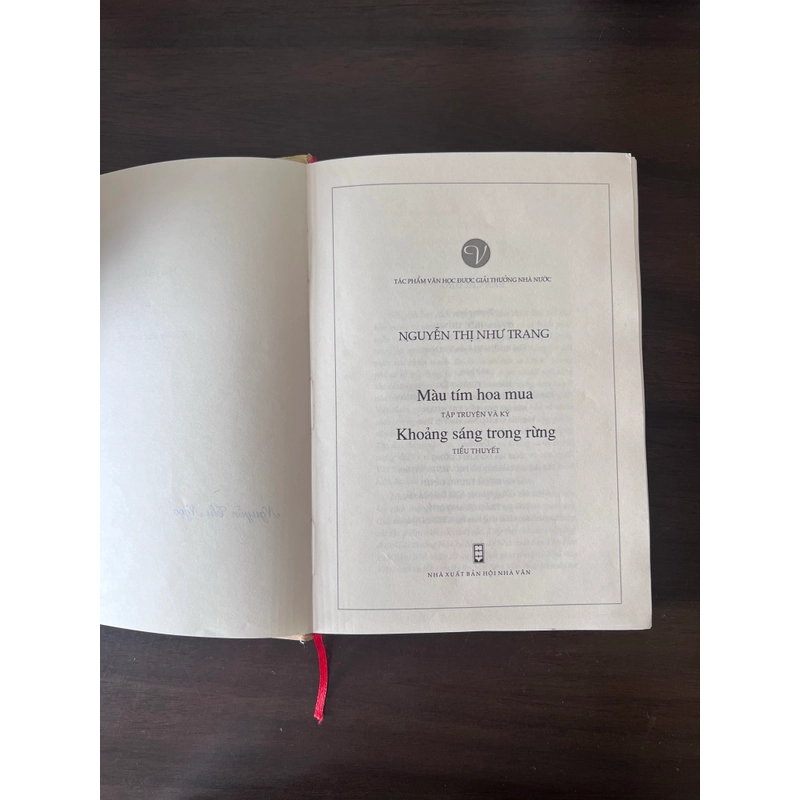 V
TÁC PHẨM VĂN HỌC ĐƯỢC GIẢI THƯỞNG NHÀ NƯỚC
NGUYỄN THỊ NHƯ TRANG
Màu tím hoa mua
TẬP TRUYỆN VÀ KÝ
Khoảng sáng trong rừng
TIỂU THUYẾT
NHÀ XUẤT BẢN HỘI NHÀ VĂN